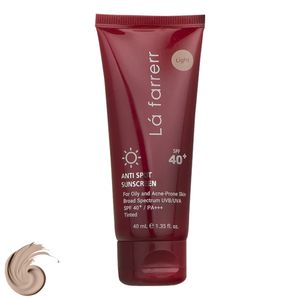 Light
Lá farrerr
SPF
40+
ANTI SPOT
SUNSCREEN
For Oily and Acne-Prone Skin
Broad Spectrum UVB/UVA
SPF 40+ / PA+++
Tinted
40 mL ℮ 1.35 fl. oz.